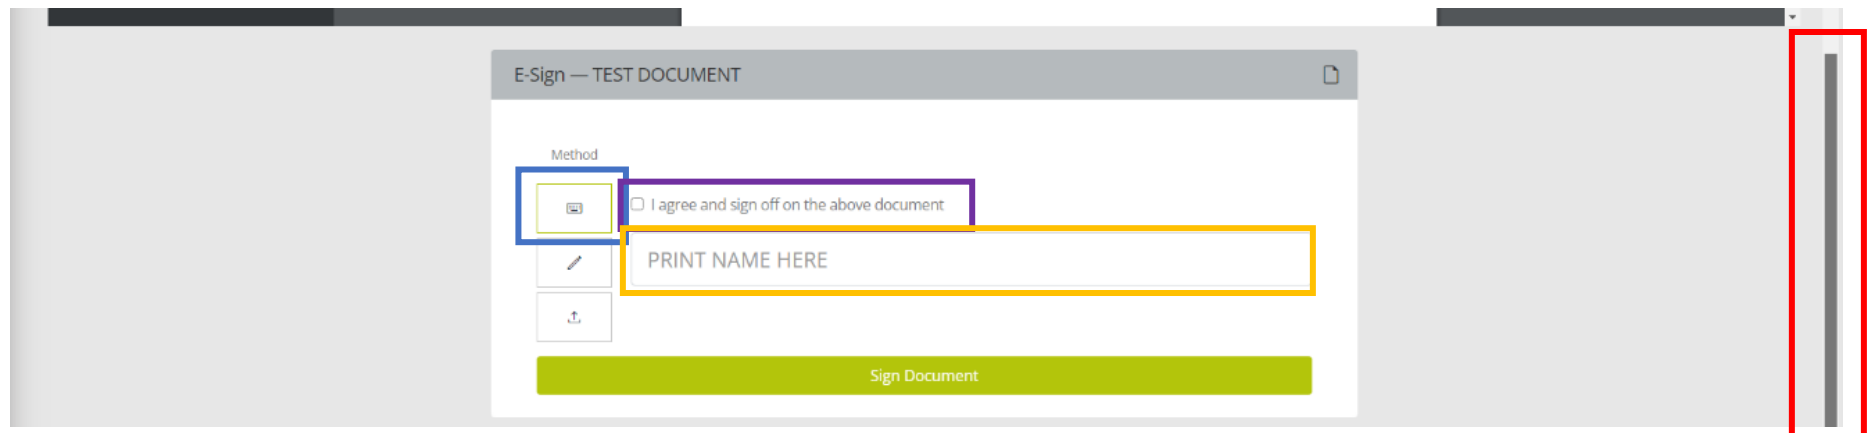 E-Sign — TEST DOCUMENT
Method
I agree and sign off on the above document
PRINT NAME HERE
Sign Document